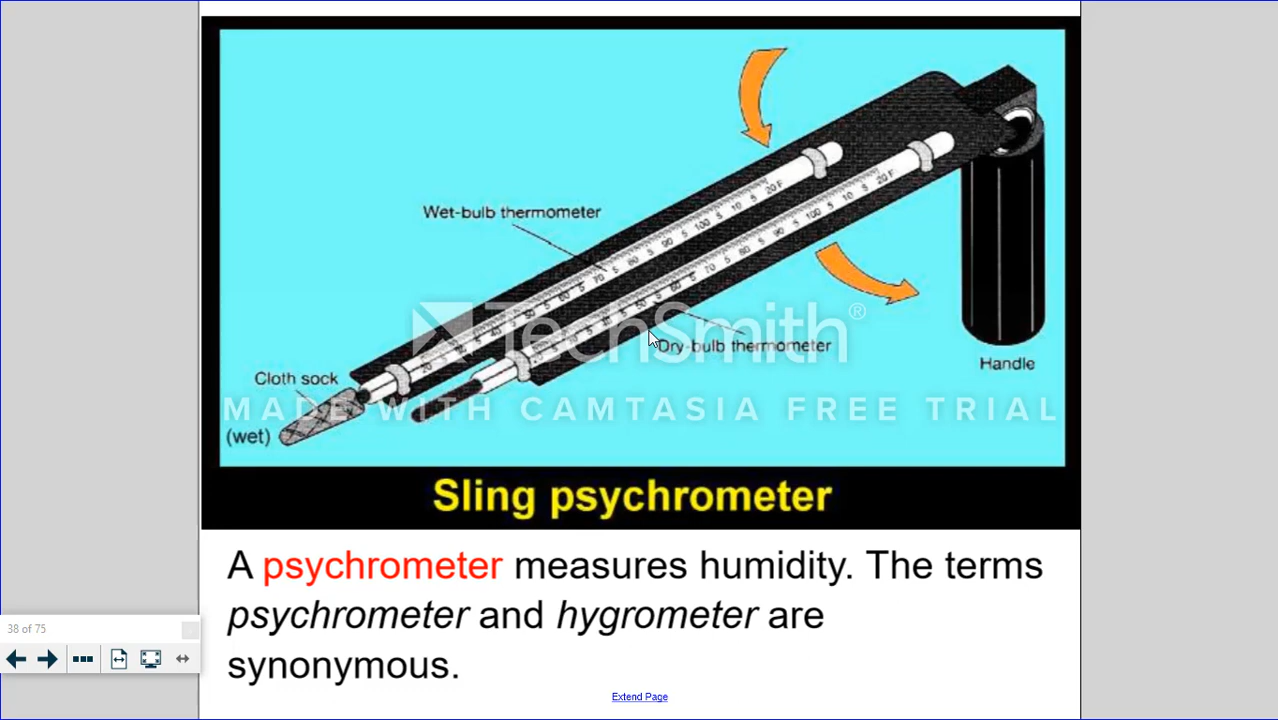 Wet-bulb thermometer
TechSmith®
Dry-bulb thermometer
Handle
Cloth sock
MADE WITH CAMTASIA FREE TRIAL
(wet)
Sling psychrometer
A psychrometer measures humidity. The terms
psychrometer and hygrometer are
synonymous.
38 of 75
Extend Page